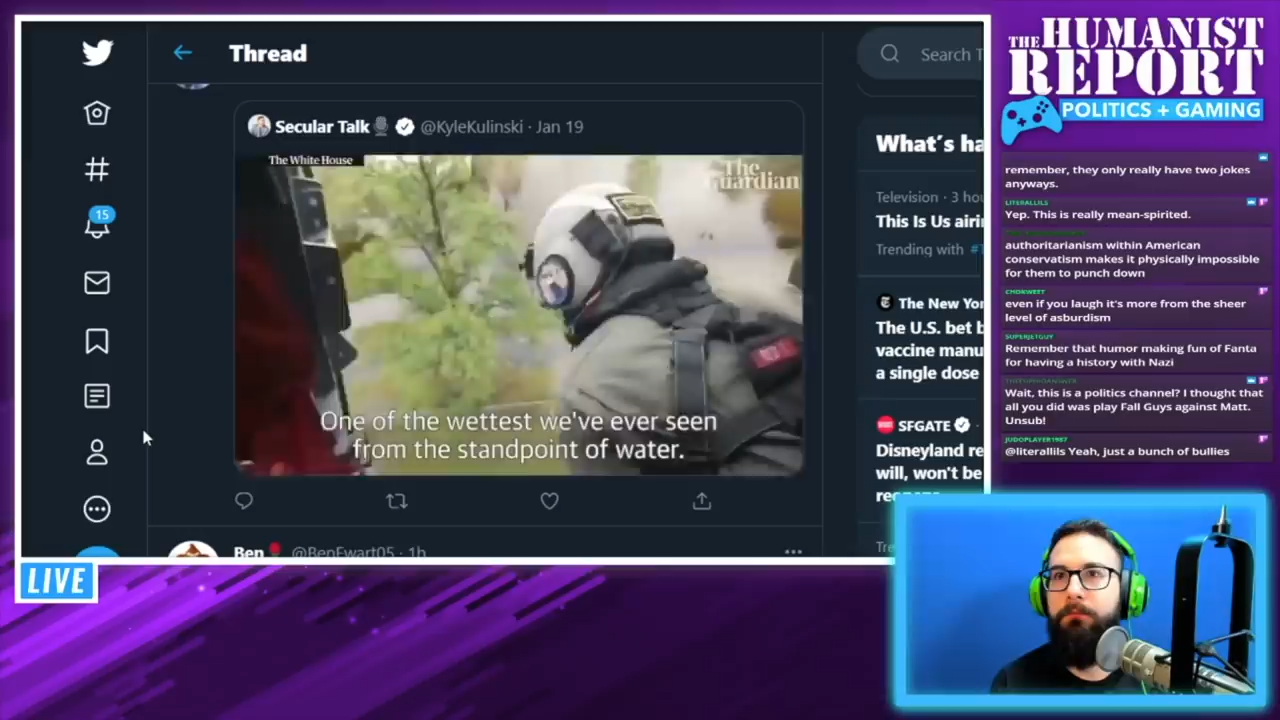 Thread
Search T
Secular Talk @KyleKulinski · Jan 19
The White House
The
Guardian
One of the wettest we've ever seen
from the standpoint of water.
15
Ben @BenEwart05 · 1h
What's ha
Television · 3 hou
This Is Us airi
Trending with #T
The New Yor
The U.S. bet b
vaccine manu
a single dose
SFGATE
Disneyland re
will, won't be
Tre
LIVE
THE HUMANIST
REPORT
POLITICS + GAMING
remember, they only really have two jokes
anyways.
LITERALLILS
Yep. This is really mean-spirited.
authoritarianism within American
conservatism makes it physically impossible
for them to punch down
CHOKWEET
even if you laugh it's more from the sheer
level of asburdism
SUPERJETGUY
Remember that humor making fun of Fanta
for having a history with Nazi
Wait, this is a politics channel? I thought that
all you did was play Fall Guys against Matt.
Unsub!
JUDOPLAYER1987
@literallils Yeah, just a bunch of bullies